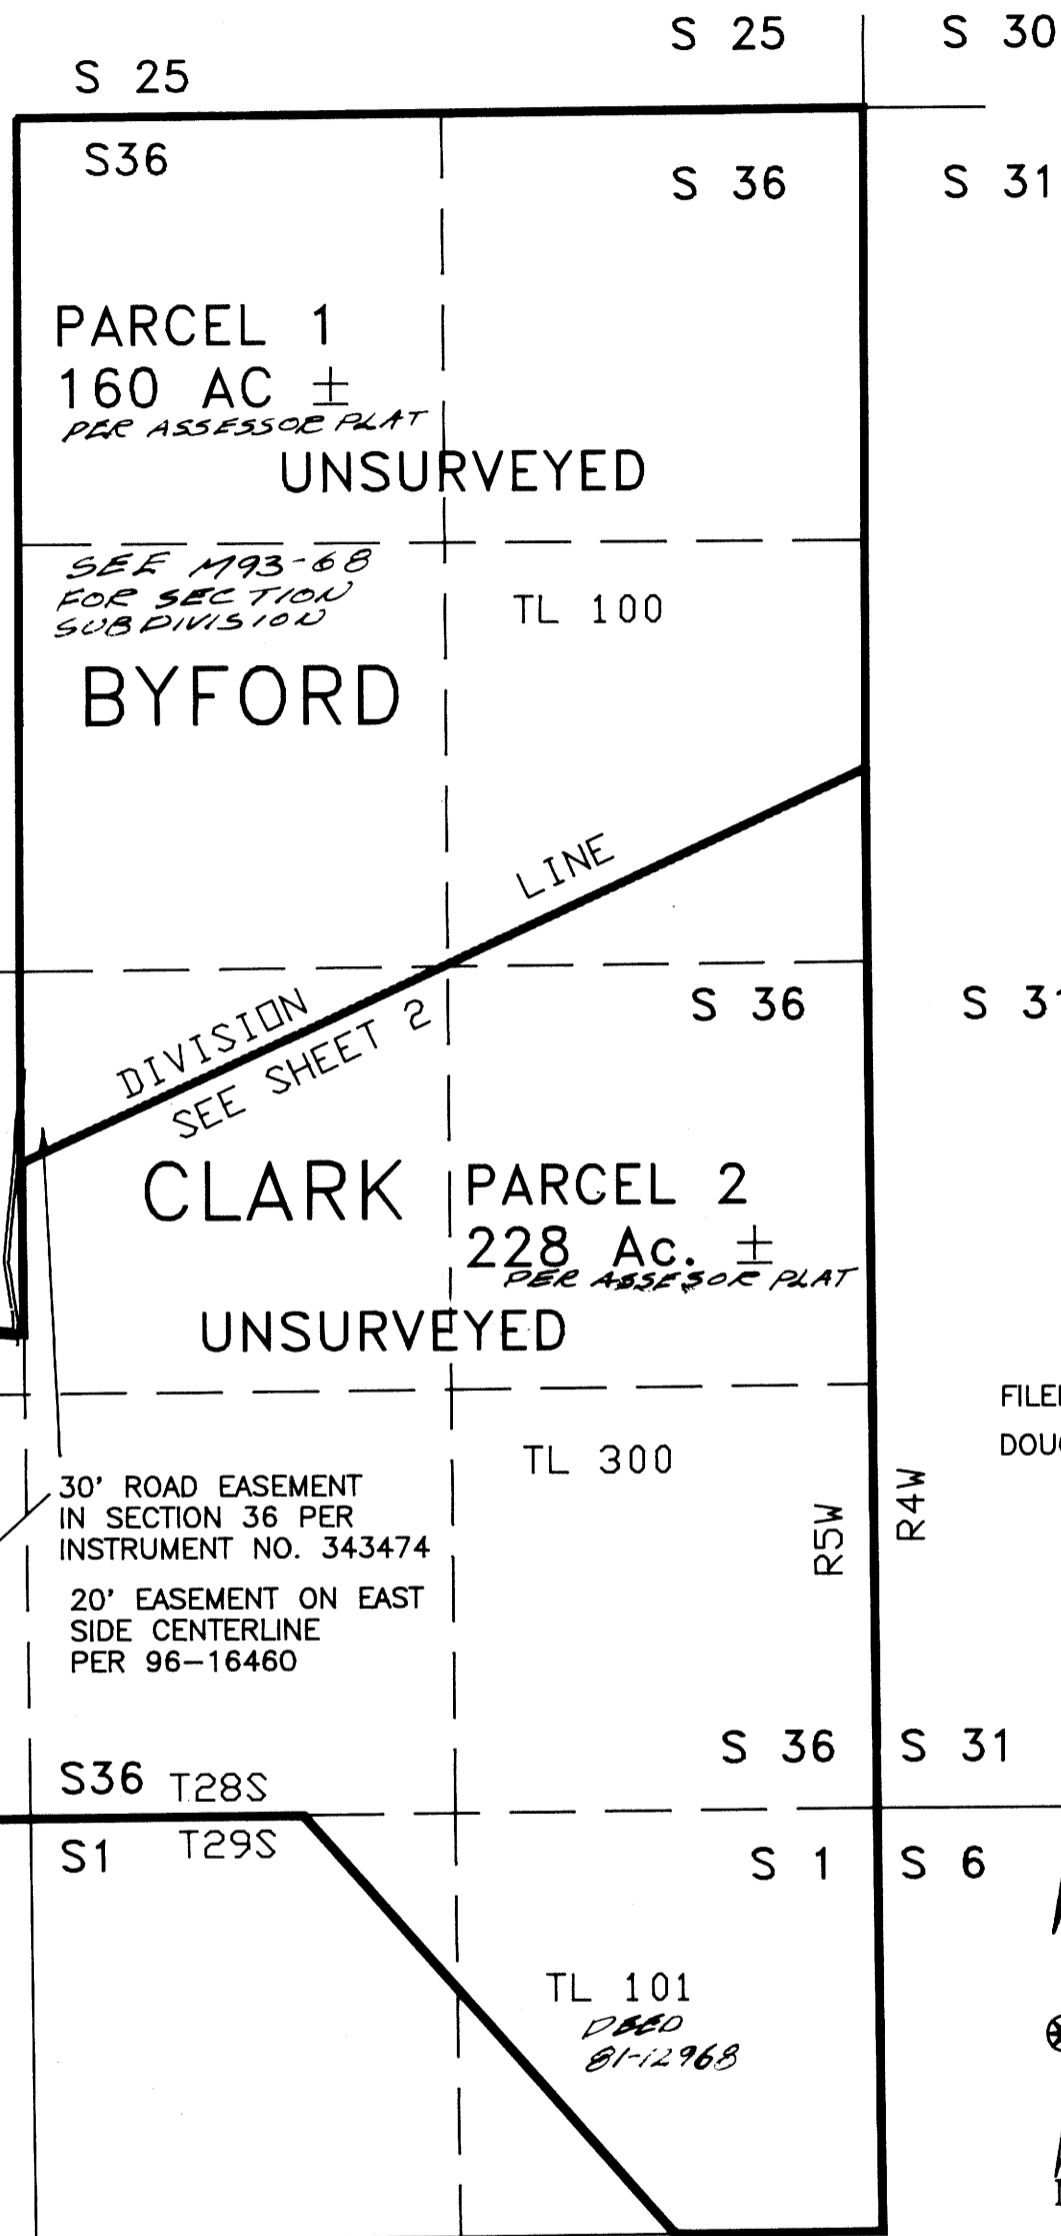 S 25
S 30
S 25
S36
S 36
S 31
PARCEL 1
160 AC ±
PER ASSESSOR PLAT
UNSURVEYED
SEE M93-68
FOR SECTION
SUBDIVISION
TL 100
BYFORD
DIVISION LINE
SEE SHEET 2
S 36
CLARK
PARCEL 2
228 Ac. ±
PER ASSESOR PLAT
UNSURVEYED
TL 300
R5W
R4W
30' ROAD EASEMENT
IN SECTION 36 PER
INSTRUMENT NO. 343474
20' EASEMENT ON EAST
SIDE CENTERLINE
PER 96-16460
S 36
S 31
S36 T28S
S1 T29S
S 1
S 6
TL 101
DEED
81-12968